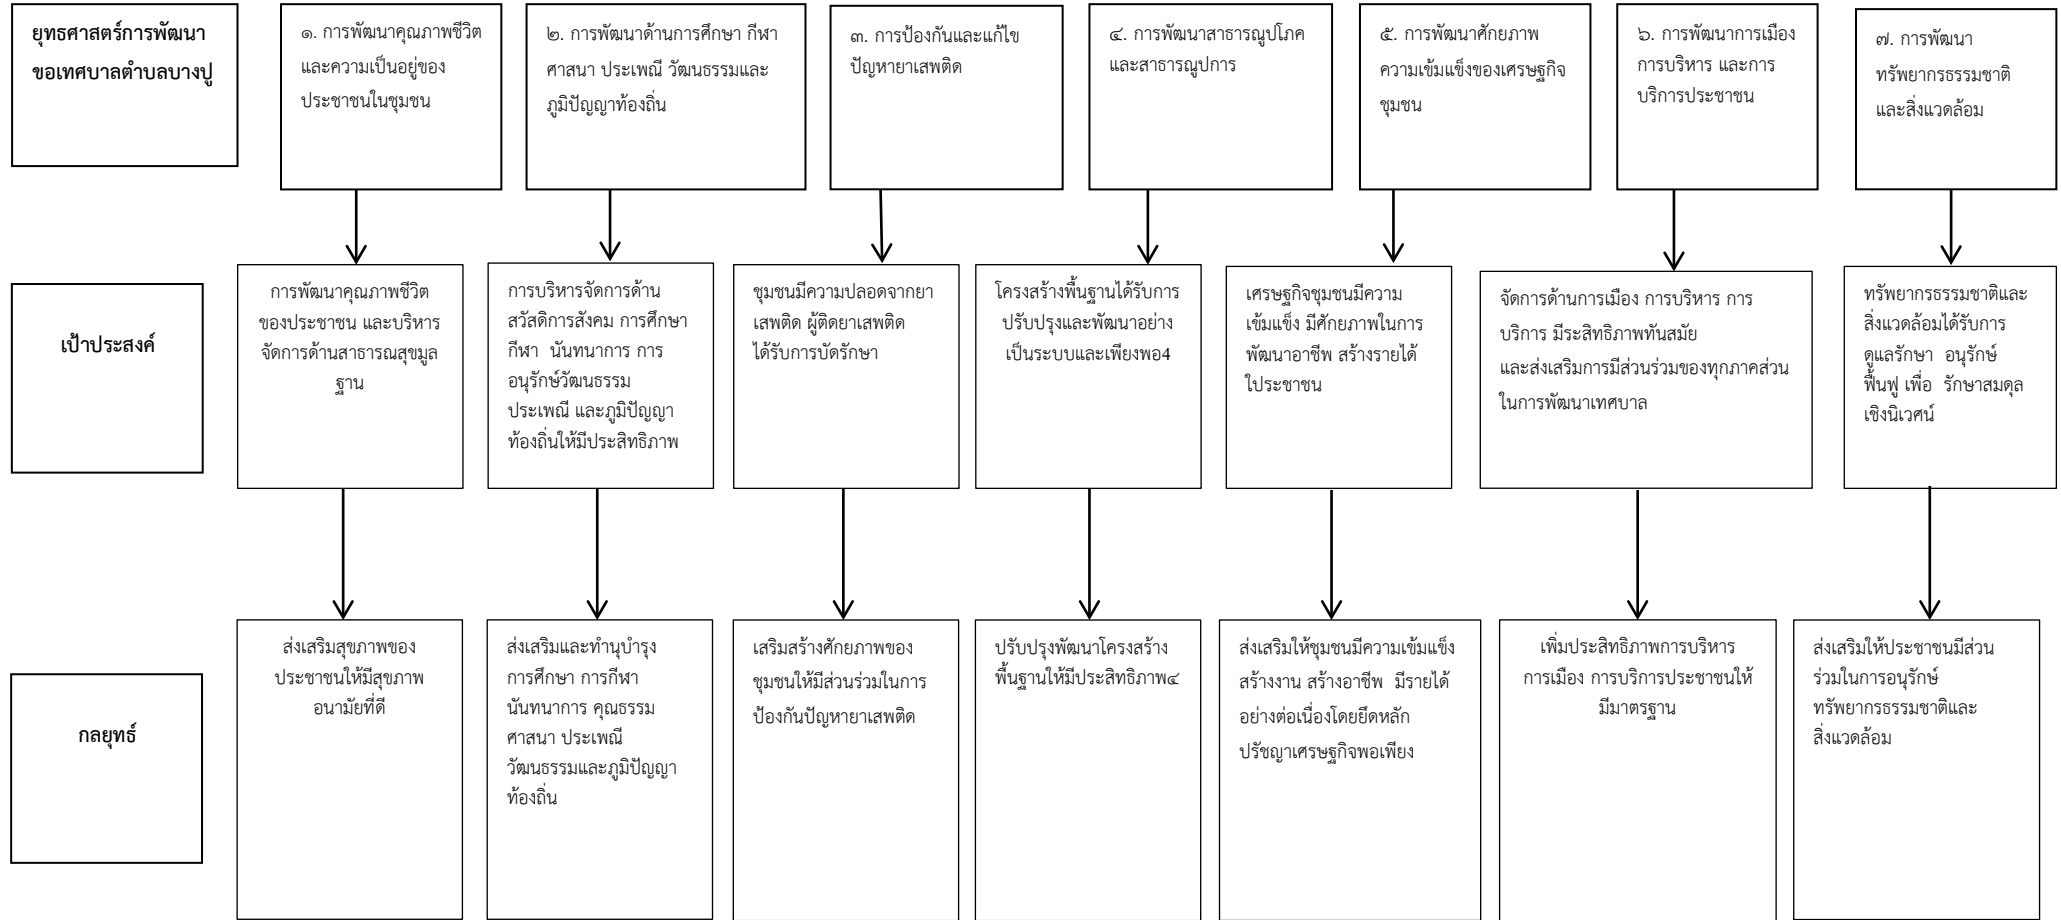 ยุทธศาสตร์การพัฒนา
ขอเทศบาลตำบลบางปู
๑. การพัฒนาคุณภาพชีวิต
และความเป็นอยู่ของ
ประชาชนในชุมชน
๒. การพัฒนาด้านการศึกษา กีฬา
ศาสนา ประเพณี วัฒนธรรมและ
ภูมิปัญญาท้องถิ่น
๓. การป้องกันและแก้ไข
ปัญหายาเสพติด
๔. การพัฒนาสาธารณูปโภค
และสาธารณูปการ
๕. การพัฒนาศักยภาพ
ความเข้มแข็งของเศรษฐกิจ
ชุมชน
๖. การพัฒนาการเมือง
การบริหาร และการ
บริการประชาชน
๗. การพัฒนา
ทรัพยากรธรรมชาติ
และสิ่งแวดล้อม
เป้าประสงค์
การพัฒนาคุณภาพชีวิต
ของประชาชน และบริหาร
จัดการด้านสาธารณสุขมูล
ฐาน
การบริหารจัดการด้าน
สวัสดิการสังคม การศึกษา
กีฬา  นันทนาการ การ
อนุรักษ์วัฒนธรรม
ประเพณี และภูมิปัญญา
ท้องถิ่นให้มีประสิทธิภาพ
ชุมชนมีความปลอดจากยา
เสพติด ผู้ติดยาเสพติด
ได้รับการบัดรักษา
โครงสร้างพื้นฐานได้รับการ
ปรับปรุงและพัฒนาอย่าง
เป็นระบบและเพียงพอ4
เศรษฐกิจชุมชนมีความ
เข้มแข็ง มีศักยภาพในการ
พัฒนาอาชีพ สร้างรายได้
ใประชาชน
จัดการด้านการเมือง การบริหาร การ
บริการ มีระสิทธิภาพทันสมัย
และส่งเสริมการมีส่วนร่วมของทุกภาคส่วน
ในการพัฒนาเทศบาล
ทรัพยากรธรรมชาติและ
สิ่งแวดล้อมได้รับการ
ดูแลรักษา  อนุรักษ์
ฟื้นฟู เพื่อ  รักษาสมดุล
เชิงนิเวศน์
กลยุทธ์
ส่งเสริมสุขภาพของ
ประชาชนให้มีสุขภาพ
อนามัยที่ดี
ส่งเสริมและทำนุบำรุง
การศึกษา การกีฬา
นันทนาการ คุณธรรม
ศาสนา ประเพณี
วัฒนธรรมและภูมิปัญญา
ท้องถิ่น
เสริมสร้างศักยภาพของ
ชุมชนให้มีส่วนร่วมในการ
ป้องกันปัญหายาเสพติด
ปรับปรุงพัฒนาโครงสร้าง
พื้นฐานให้มีประสิทธิภาพ๔
ส่งเสริมให้ชุมชนมีความเข้มแข็ง
สร้างงาน สร้างอาชีพ  มีรายได้
อย่างต่อเนื่องโดยยึดหลัก
ปรัชญาเศรษฐกิจพอเพียง
เพิ่มประสิทธิภาพการบริหาร
การเมือง การบริการประชาชนให้
มีมาตรฐาน
ส่งเสริมให้ประชาชนมีส่วน
ร่วมในการอนุรักษ์
ทรัพยากรธรรมชาติและ
สิ่งแวดล้อม